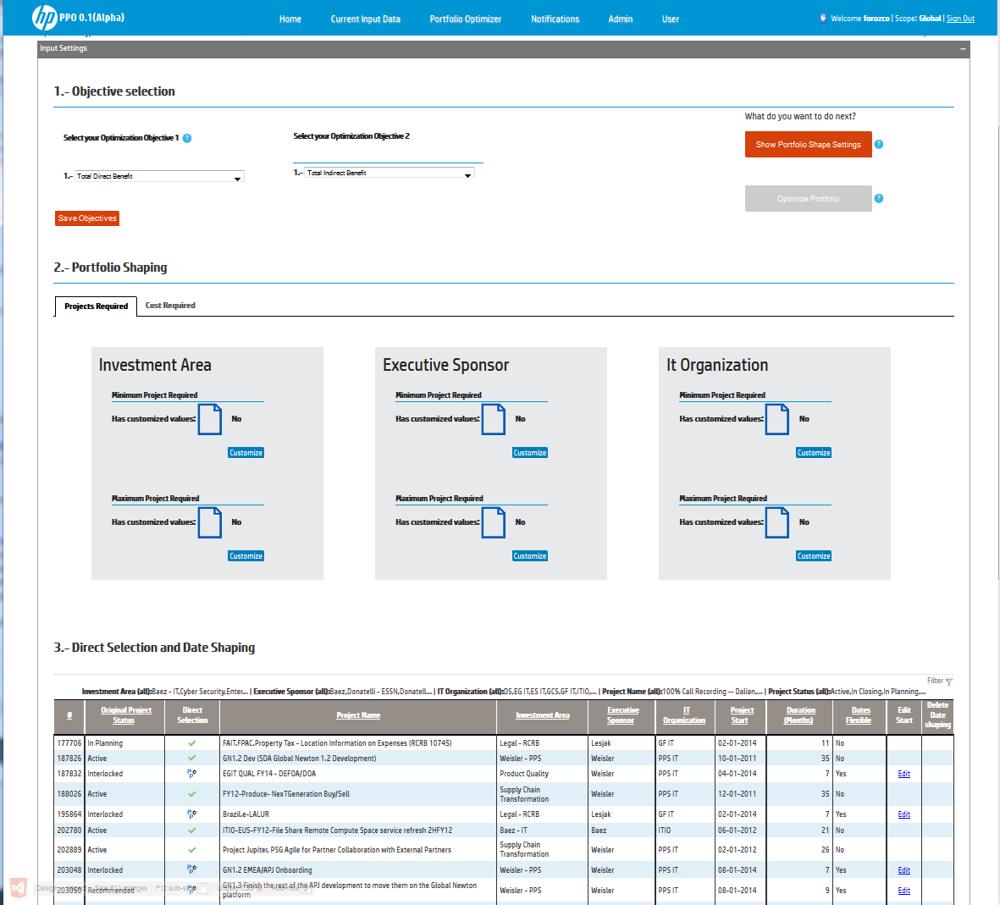 hp PPO 0.1(Alpha)
Home Current Input Data Portfolio Optimizer Notifications Admin User
Welcome forozco | Scope: Global | Sign Out
Input Settings
1.- Objective selection
What do you want to do next?
Select your Optimization Objective 1 ?
Select your Optimization Objective 2
Show Portfolio Shape Settings ?
1.- Total Direct Benefit
1.- Total Indirect Benefit
Optimize Portfolio ?
Save Objectives
2.- Portfolio Shaping
Projects Required Cost Required
Investment Area
Minimum Project Required
Has customized values: No
Customize
Maximum Project Required
Has customized values: No
Customize
Executive Sponsor
Minimum Project Required
Has customized values: No
Customize
Maximum Project Required
Has customized values: No
Customize
It Organization
Minimum Project Required
Has customized values: No
Customize
Maximum Project Required
Has customized values: No
Customize
3.- Direct Selection and Date Shaping
Filter
Investment Area (all):Baez - IT,Cyber Security,Enter... | Executive Sponsor (all):Baez,Donatelli - ESSN,Donatell... | IT Organization (all):DS,EG IT,ES IT,GCS,GF IT,ITIO,... | Project Name (all):100% Call Recording -- Dalian,... | Project Status (all):Active,In Closing,In Planning,...
# Original Project Status Direct Selection Project Name Investment Area Executive Sponsor IT Organization Project Start Duration (Months) Dates Flexible Edit Start Delete Date shaping
177706 In Planning FAIT.FPAC.Property Tax - Location Information on Expenses (RCRB 10745) Legal - RCRB Lesjak GF IT 02-01-2014 11 No
187826 Active GN1.2 Dev (SDA Global Newton 1.2 Development) Weisler - PPS Weisler PPS IT 10-01-2011 35 No
187832 Interlocked EGIT QUAL FY14 - DEFOA/DOA Product Quality Weisler PPS IT 04-01-2014 7 Yes Edit
188026 Active FY12-Produce- NexTGeneration Buy/Sell Supply Chain Transformation Weisler PPS IT 12-01-2011 35 No
195864 Interlocked Brazil.e-LALUR Legal - RCRB Lesjak GF IT 02-01-2014 7 Yes Edit
202780 Active ITIO-EUS-FY12-File Share Remote Compute Space service refresh 2HFY12 Baez - IT Baez ITIO 06-01-2012 21 No
202889 Active Project Jupiter, PSG Agile for Partner Collaboration with External Partners Supply Chain Transformation Weisler PPS IT 02-01-2012 26 No
203048 Interlocked GN1.2 EMEA/APJ Onboarding Weisler - PPS Weisler PPS IT 08-01-2014 7 Yes Edit
203050 Recommended GN1.3 Finish the rest of the APJ development to move them on the Global Newton platform Weisler - PPS Weisler PPS IT 08-01-2014 9 Yes Edit
Design Save F12 changes F12 auto-